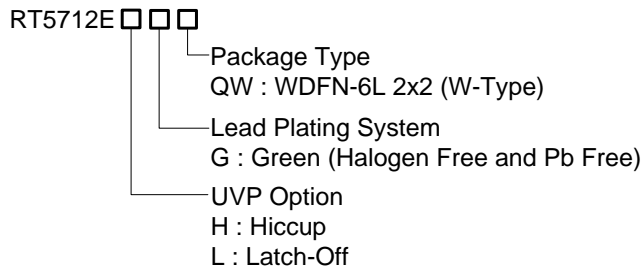 RT5712E
Package Type
QW : WDFN-6L 2x2 (W-Type)
Lead Plating System
G : Green (Halogen Free and Pb Free)
UVP Option
H : Hiccup
L : Latch-Off